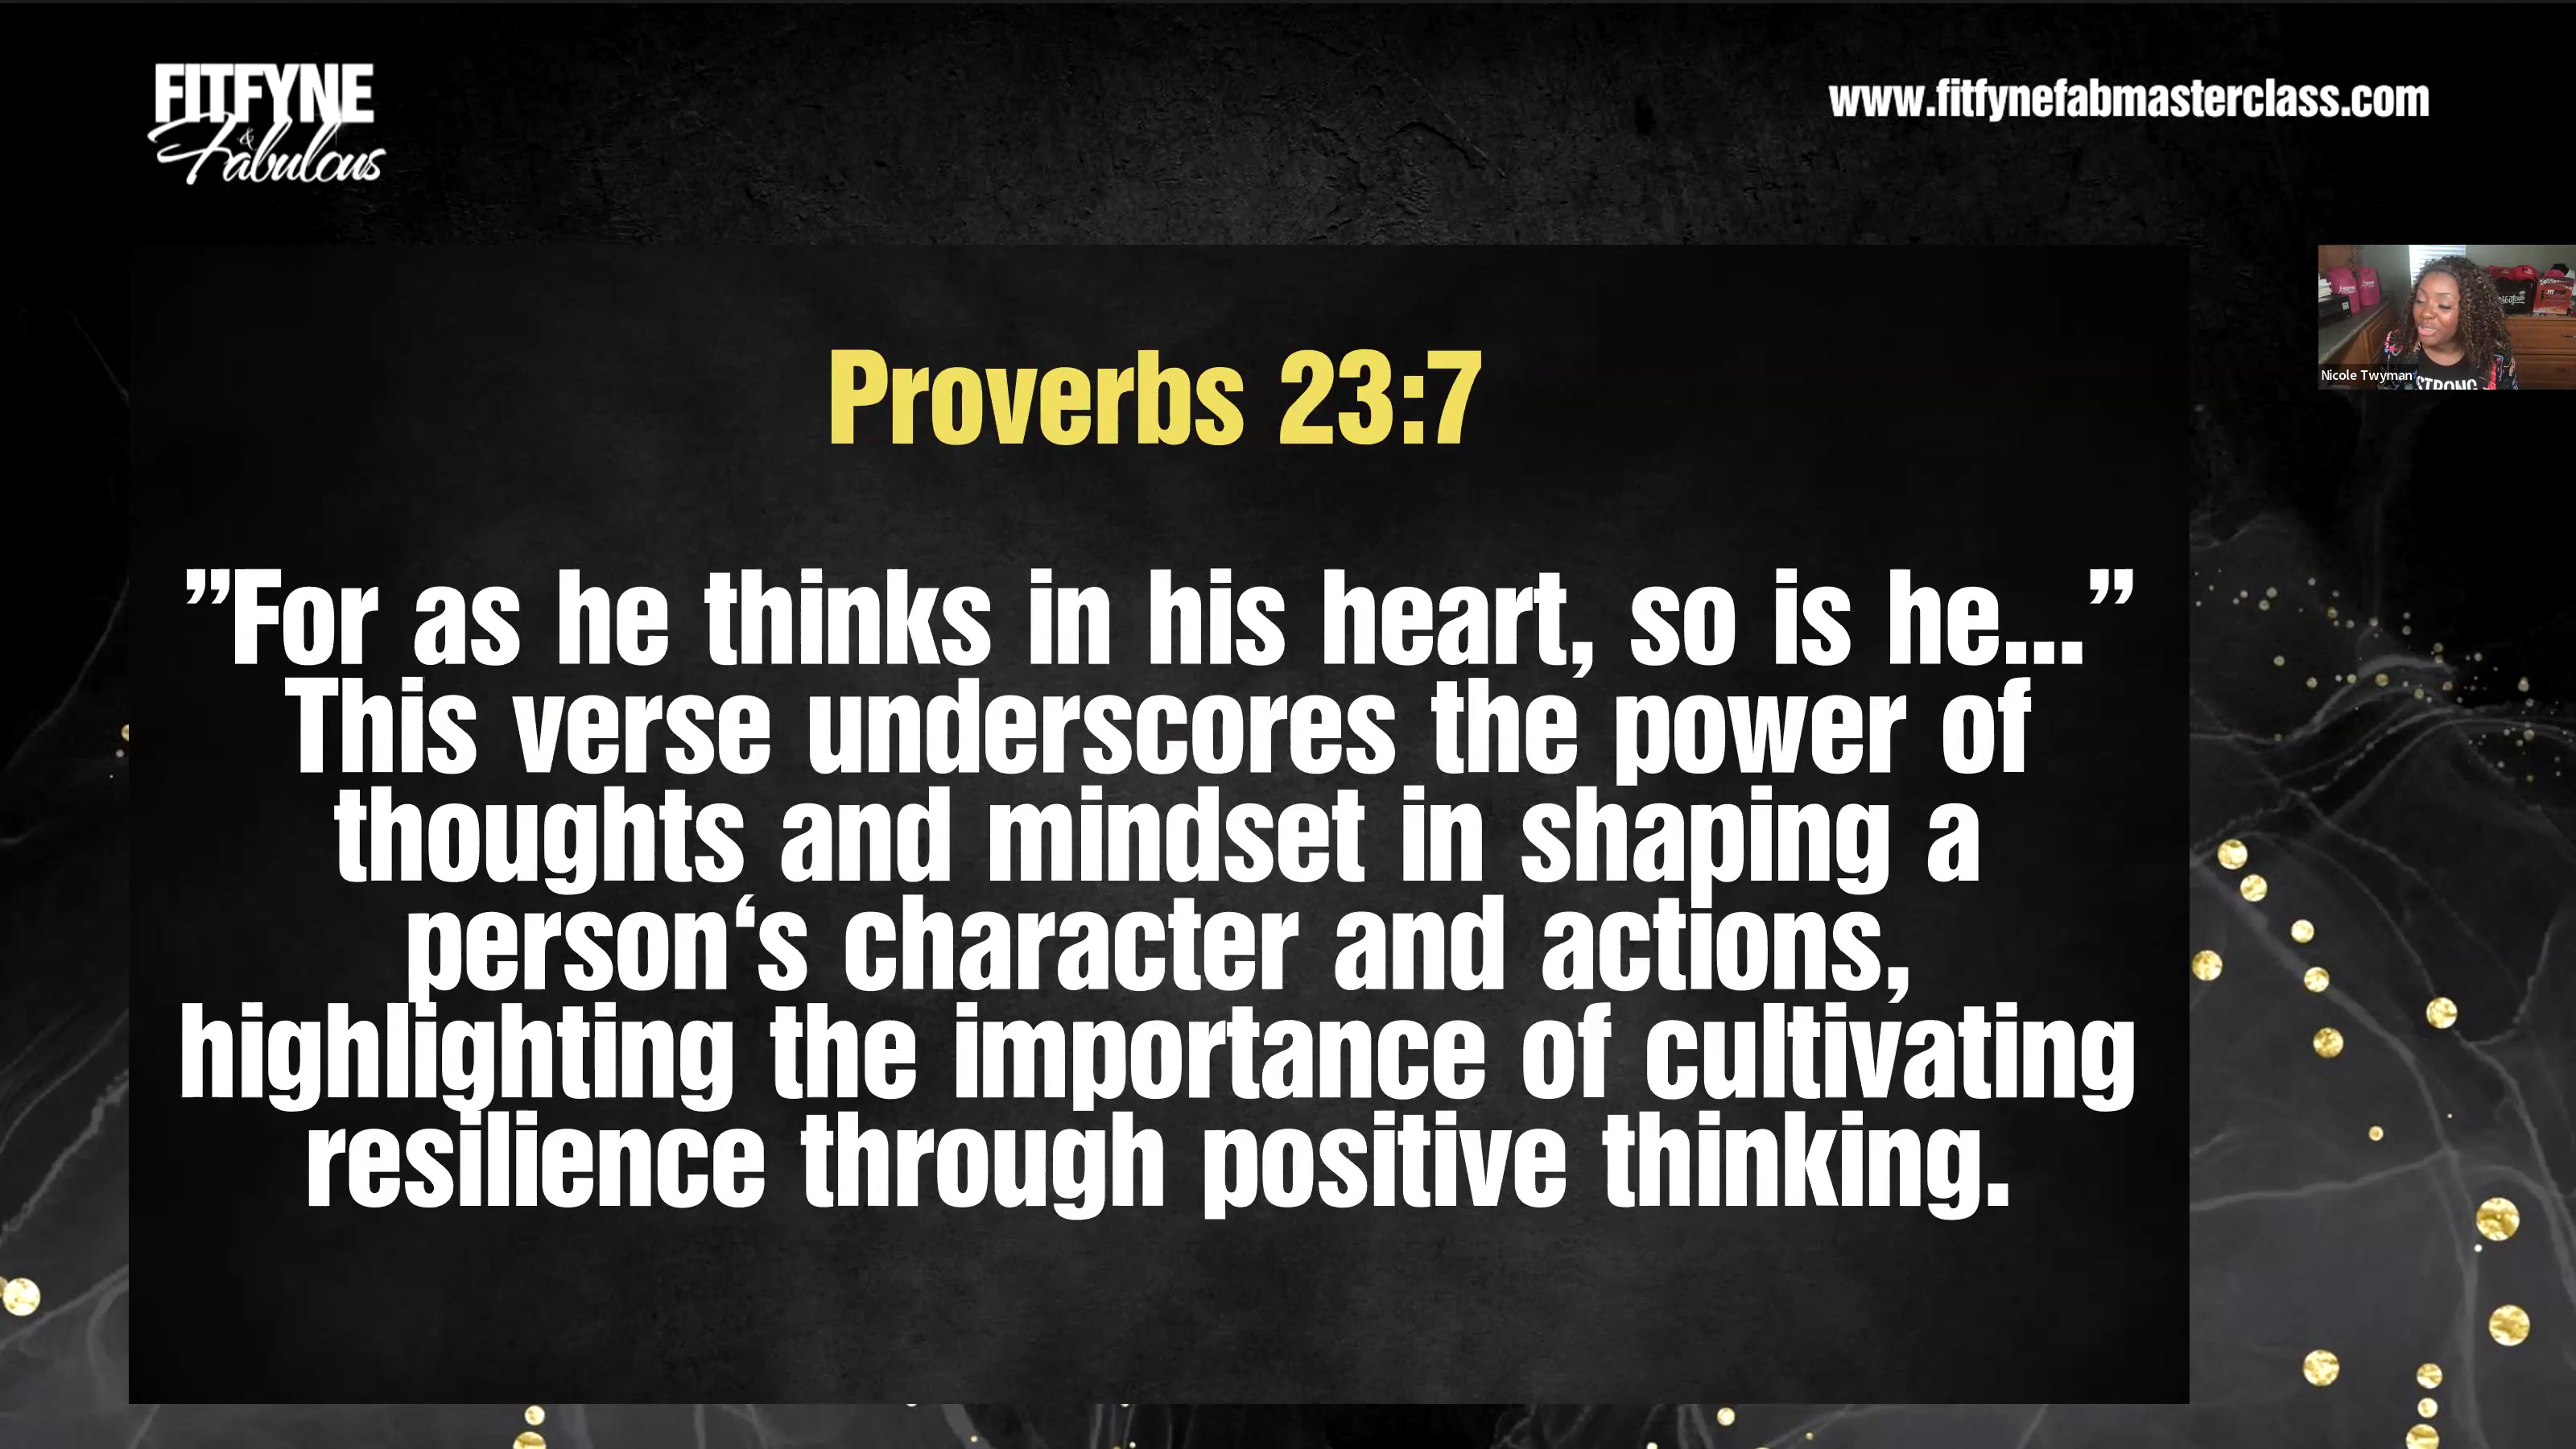 FITFYNE
& Fabulous
www.fitfynefabmasterclass.com
Proverbs 23:7
”For as he thinks in his heart, so is he...”
This verse underscores the power of
thoughts and mindset in shaping a
person‘s character and actions,
highlighting the importance of cultivating
resilience through positive thinking.
Nicole Twyman
STRONG